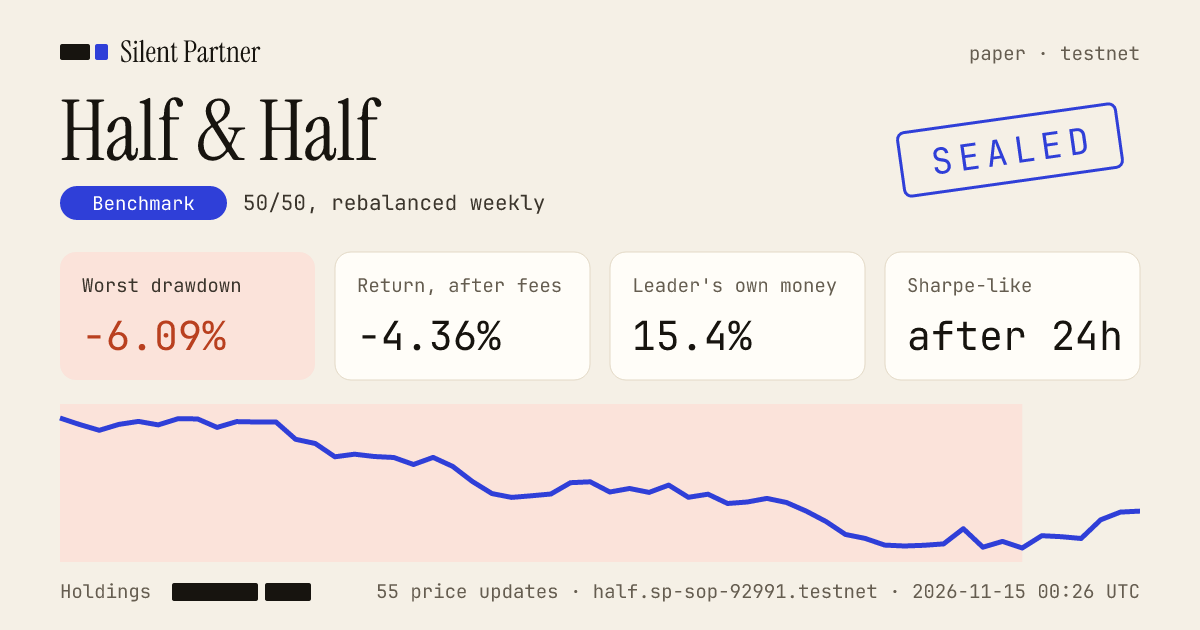 Silent Partner
paper · testnet
Half & Half
SEALED
Benchmark
50/50, rebalanced weekly
Worst drawdown
-6.09%
Return, after fees
-4.36%
Leader's own money
15.4%
Sharpe-like
after 24h
Holdings
55 price updates · half.sp-sop-92991.testnet · 2026-11-15 00:26 UTC